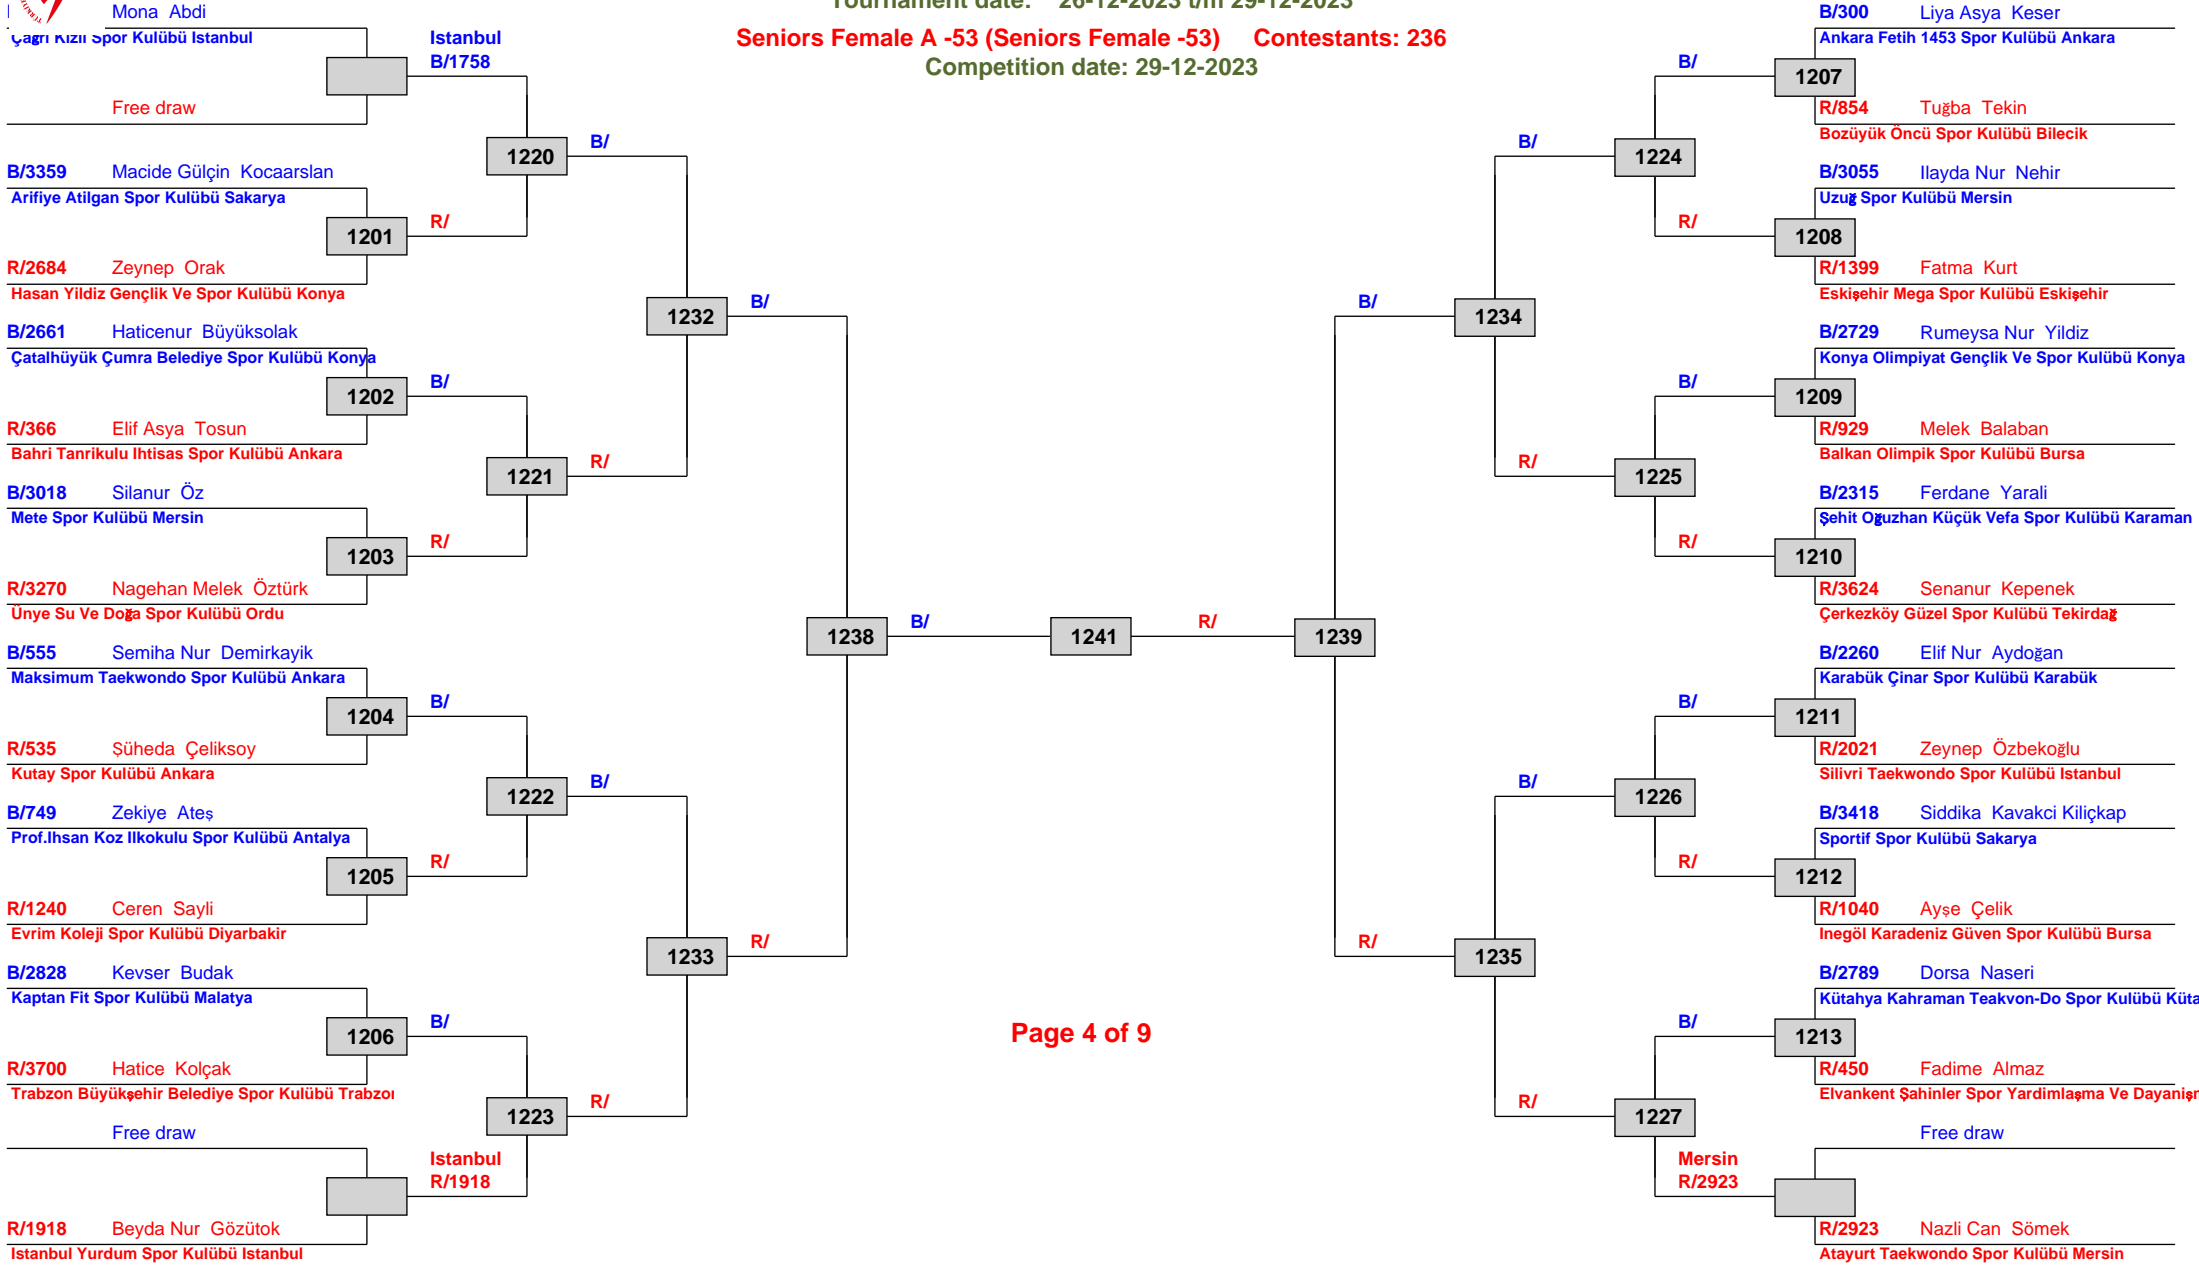 Tournament date: 26-12-2023 t/m 29-12-2023
Seniors Female A -53 (Seniors Female -53) Contestants: 236
Competition date: 29-12-2023
Mona Abdi
Çağrı Kızıl Spor Kulübü Istanbul
Istanbul
B/1758
Free draw
1220
B/
B/3359 Macide Gülçin Kocaarslan
Arifiye Atilgan Spor Kulübü Sakarya
1201
R/
R/2684 Zeynep Orak
Hasan Yildiz Gençlik Ve Spor Kulübü Konya
1232
B/
B/2661 Haticenur Büyüksolak
Çatalhüyük Çumra Belediye Spor Kulübü Konya
1202
B/
R/366 Elif Asya Tosun
Bahri Tanrikulu Ihtisas Spor Kulübü Ankara
1221
R/
B/3018 Silanur Öz
Mete Spor Kulübü Mersin
1203
R/
R/3270 Nagehan Melek Öztürk
Ünye Su Ve Doğa Spor Kulübü Ordu
1238
B/
1241
R/
1239
B/555 Semiha Nur Demirkayik
Maksimum Taekwondo Spor Kulübü Ankara
1204
B/
R/535 Şüheda Çeliksoy
Kutay Spor Kulübü Ankara
1222
B/
B/749 Zekiye Ateş
Prof.Ihsan Koz Ilkokulu Spor Kulübü Antalya
1205
R/
R/1240 Ceren Sayli
Evrim Koleji Spor Kulübü Diyarbakir
1233
R/
B/2828 Kevser Budak
Kaptan Fit Spor Kulübü Malatya
1206
B/
R/3700 Hatice Kolçak
Trabzon Büyükşehir Belediye Spor Kulübü
1223
R/
Free draw
Istanbul
R/1918
R/1918 Beyda Nur Gözütok
Istanbul Yurdum Spor Kulübü Istanbul
Page 4 of 9
B/300 Liya Asya Keser
Ankara Fetih 1453 Spor Kulübü Ankara
B/
1207
R/854 Tuğba Tekin
Bozüyük Öncü Spor Kulübü Bilecik
B/
1224
B/3055 Ilayda Nur Nehir
Uzuğ Spor Kulübü Mersin
R/
1208
R/1399 Fatma Kurt
Eskişehir Mega Spor Kulübü Eskişehir
B/
1234
B/2729 Rumeysa Nur Yildiz
Konya Olimpiyat Gençlik Ve Spor Kulübü Konya
B/
1209
R/929 Melek Balaban
Balkan Olimpik Spor Kulübü Bursa
R/
1225
B/2315 Ferdane Yarali
Şehit Oğuzhan Küçük Vefa Spor Kulübü Karaman
R/
1210
R/3624 Senanur Kepenek
Çerkezköy Güzel Spor Kulübü Tekirdağ
B/2260 Elif Nur Aydoğan
Karabük Çinar Spor Kulübü Karabük
B/
1211
R/2021 Zeynep Özbekoğlu
Silivri Taekwondo Spor Kulübü Istanbul
B/
1226
B/3418 Siddika Kavakci Kiliçkap
Sportif Spor Kulübü Sakarya
R/
1212
R/1040 Ayşe Çelik
Inegöl Karadeniz Güven Spor Kulübü Bursa
R/
1235
B/2789 Dorsa Naseri
Kütahya Kahraman Teakvon-Do Spor Kulübü
B/
1213
R/450 Fadime Almaz
Elvankent Şahinler Spor Yardimlaşma Ve
R/
1227
Free draw
Mersin
R/2923
R/2923 Nazli Can Sömek
Atayurt Taekwondo Spor Kulübü Mersin